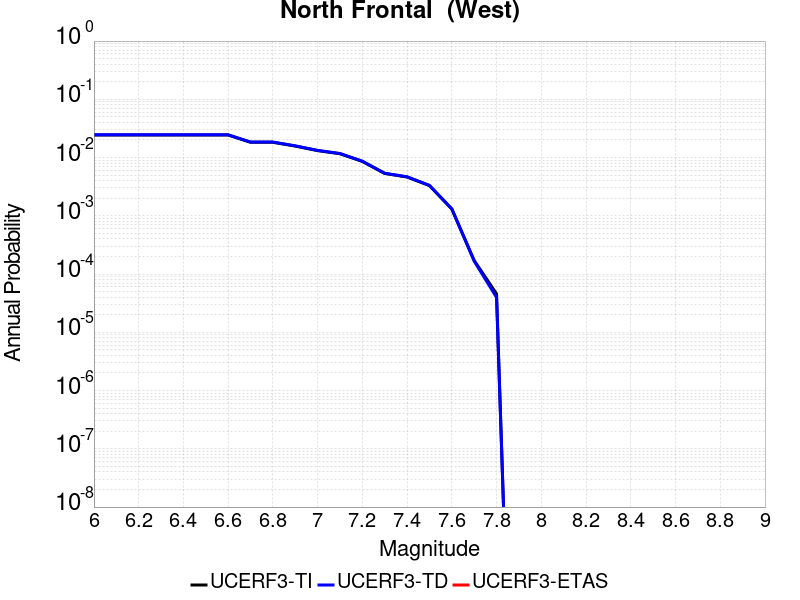 North Frontal  (West)
10^0
10^-1
10^-2
10^-3
10^-4
10^-5
10^-6
10^-7
10^-8
Annual Probability
6 6.2 6.4 6.6 6.8 7 7.2 7.4 7.6 7.8 8 8.2 8.4 8.6 8.8 9
Magnitude
UCERF3-TI UCERF3-TD UCERF3-ETAS